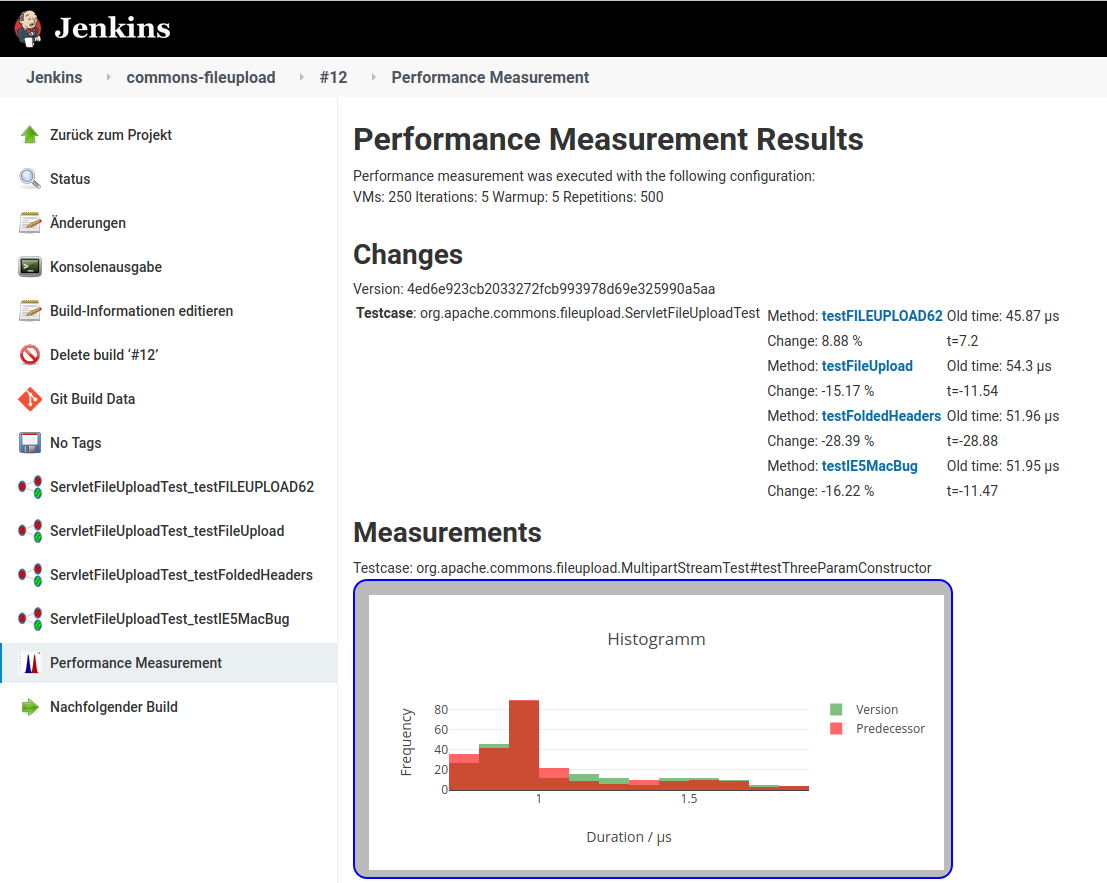 Jenkins
Jenkins commons-fileupload #12 Performance Measurement
Zurück zum Projekt
Status
Änderungen
Konsolenausgabe
Build-Informationen editieren
Delete build ‘#12’
Git Build Data
No Tags
ServletFileUploadTest_testFILEUPLOAD62
ServletFileUploadTest_testFileUpload
ServletFileUploadTest_testFoldedHeaders
ServletFileUploadTest_testIE5MacBug
Performance Measurement
Nachfolgender Build
Performance Measurement Results
Performance measurement was executed with the following configuration:
VMs: 250 Iterations: 5 Warmup: 5 Repetitions: 500
Changes
Version: 4ed6e923cb2033272fcb993978d69e325990a5aa
Testcase: org.apache.commons.fileupload.ServletFileUploadTest
Method: testFILEUPLOAD62 Old time: 45.87 µs
Change: 8.88 % t=7.2
Method: testFileUpload Old time: 54.3 µs
Change: -15.17 % t=-11.54
Method: testFoldedHeaders Old time: 51.96 µs
Change: -28.39 % t=-28.88
Method: testIE5MacBug Old time: 51.95 µs
Change: -16.22 % t=-11.47
Measurements
Testcase: org.apache.commons.fileupload.MultipartStreamTest#testThreeParamConstructor
Histogramm
Frequency
80
60
40
20
0
1 1.5
Duration / µs
Version
Predecessor